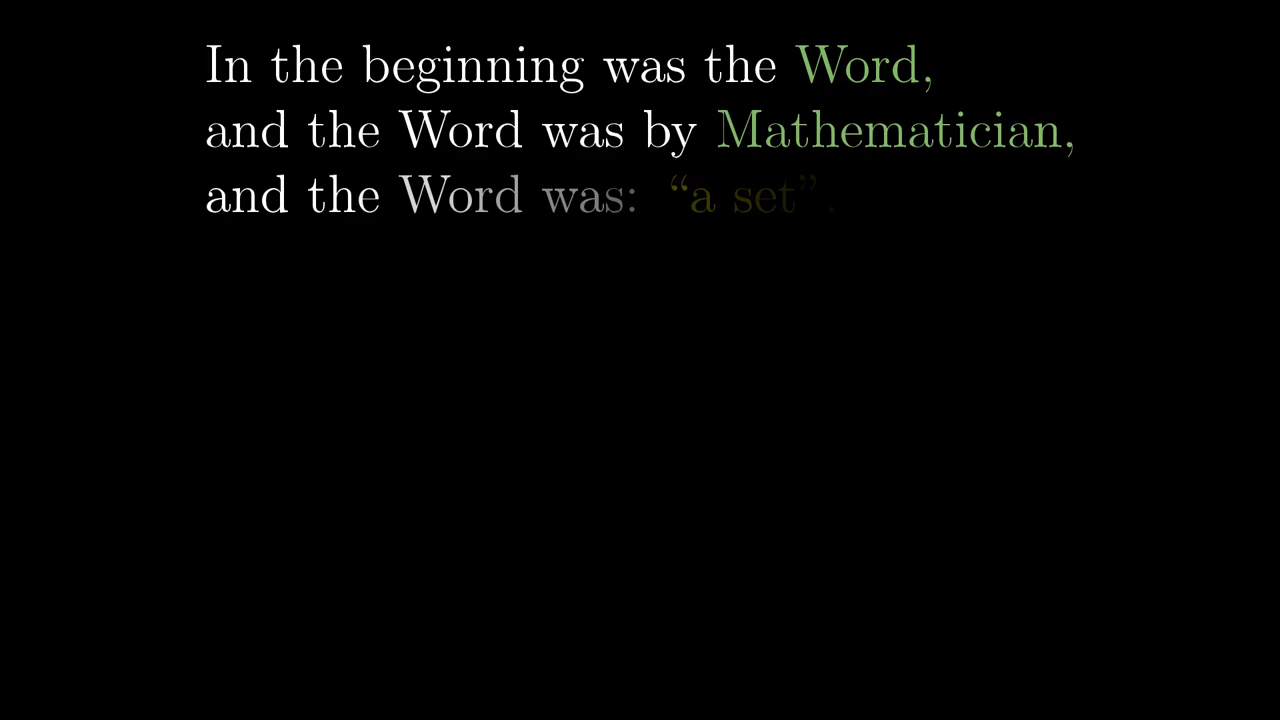 In the beginning was the Word,
and the Word was by Mathematician,
and the Word was: “a set”.